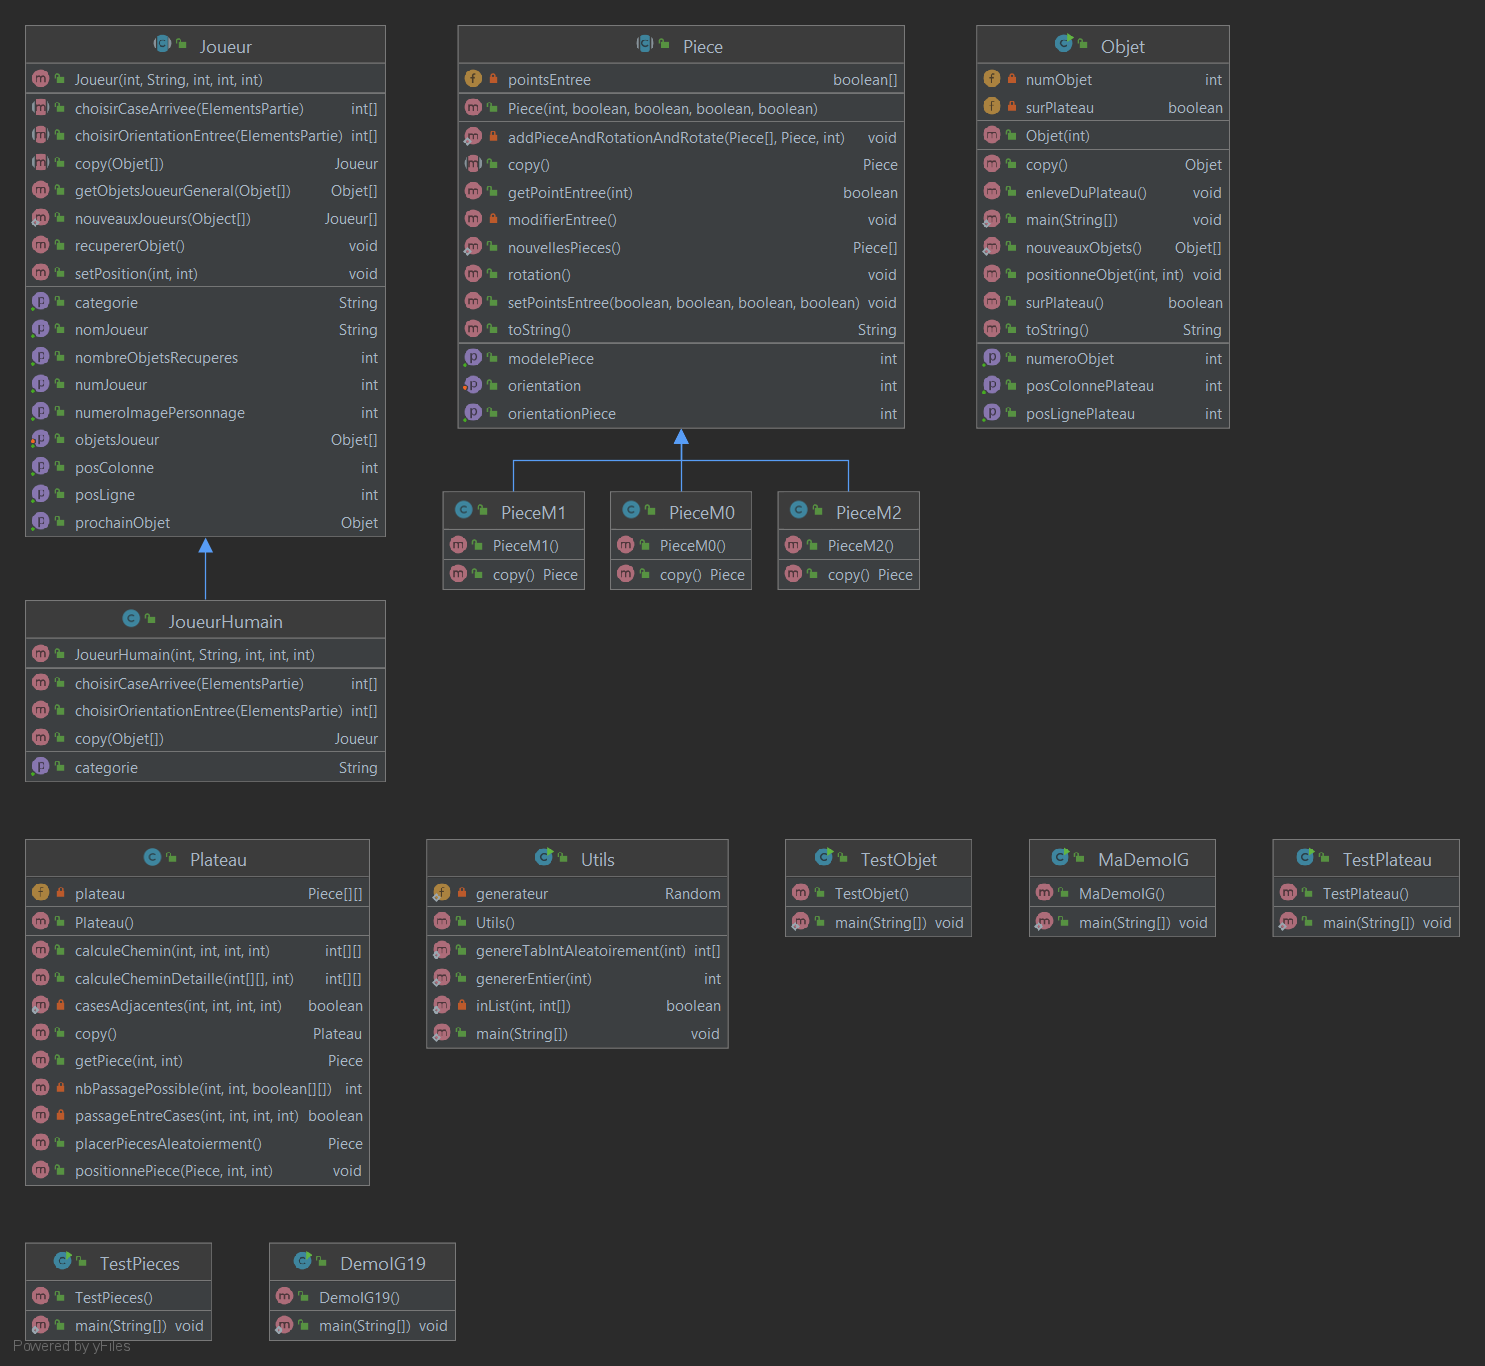 Joueur
Joueur(int, String, int, int, int)
choisirCaseArrivee(ElementsPartie) int[]
choisirOrientationEntree(ElementsPartie) int[]
copy(Objet[]) Joueur
getObjetsJoueurGeneral(Objet[]) Objet[]
nouveauxJoueurs(Object[]) Joueur[]
recupererObjet() void
setPosition(int, int) void
categorie String
nomJoueur String
nombreObjetsRecuperes int
numJoueur int
numeroImagePersonnage int
objetsJoueur Objet[]
posColonne int
posLigne int
prochainObjet Objet
Piece
pointsEntree boolean[]
Piece(int, boolean, boolean, boolean, boolean)
addPieceAndRotationAndRotate(Piece[], Piece, int) void
copy() Piece
getPointEntree(int) boolean
modifierEntree() void
nouvellesPieces() Piece[]
rotation() void
setPointsEntree(boolean, boolean, boolean, boolean) void
toString() String
modelePiece int
orientation int
orientationPiece int
Objet
numObjet int
surPlateau boolean
Objet(int)
copy() Objet
enleveDuPlateau() void
main(String[]) void
nouveauxObjets() Objet[]
positionneObjet(int, int) void
surPlateau() boolean
toString() String
numeroObjet int
posColonnePlateau int
posLignePlateau int
PieceM1
PieceM1()
copy() Piece
PieceM0
PieceM0()
copy() Piece
PieceM2
PieceM2()
copy() Piece
JoueurHumain
JoueurHumain(int, String, int, int, int)
choisirCaseArrivee(ElementsPartie) int[]
choisirOrientationEntree(ElementsPartie) int[]
copy(Objet[]) Joueur
categorie String
Plateau
plateau Piece[][]
Plateau()
calculeChemin(int, int, int, int) int[][]
calculeCheminDetaille(int[][], int) int[][]
casesAdjacentes(int, int, int, int) boolean
copy() Plateau
getPiece(int, int) Piece
nbPassagePossible(int, int, boolean[][]) int
passageEntreCases(int, int, int, int) boolean
placerPiecesAleatoierment() Piece
positionnePiece(Piece, int, int) void
Utils
generateur Random
Utils()
genereTabIntAleatoirement(int) int[]
genererEntier(int) int
inList(int, int[]) boolean
main(String[]) void
TestObjet
TestObjet()
main(String[]) void
MaDemoIG
MaDemoIG()
main(String[]) void
TestPlateau
TestPlateau()
main(String[]) void
TestPieces
TestPieces()
main(String[]) void
DemoIG19
DemoIG19()
main(String[]) void
Powered by yFiles